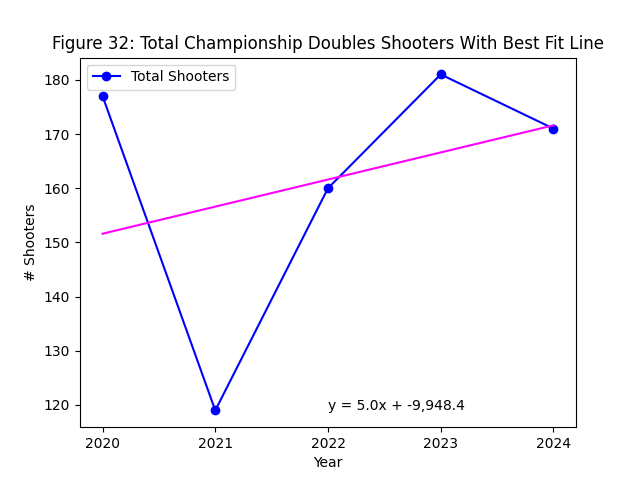 Figure 32: Total Championship Doubles Shooters With Best Fit Line
Total Shooters
180
170
160
150
140
130
120
# Shooters
y = 5.0x + -9,948.4
2020 2021 2022 2023 2024
Year